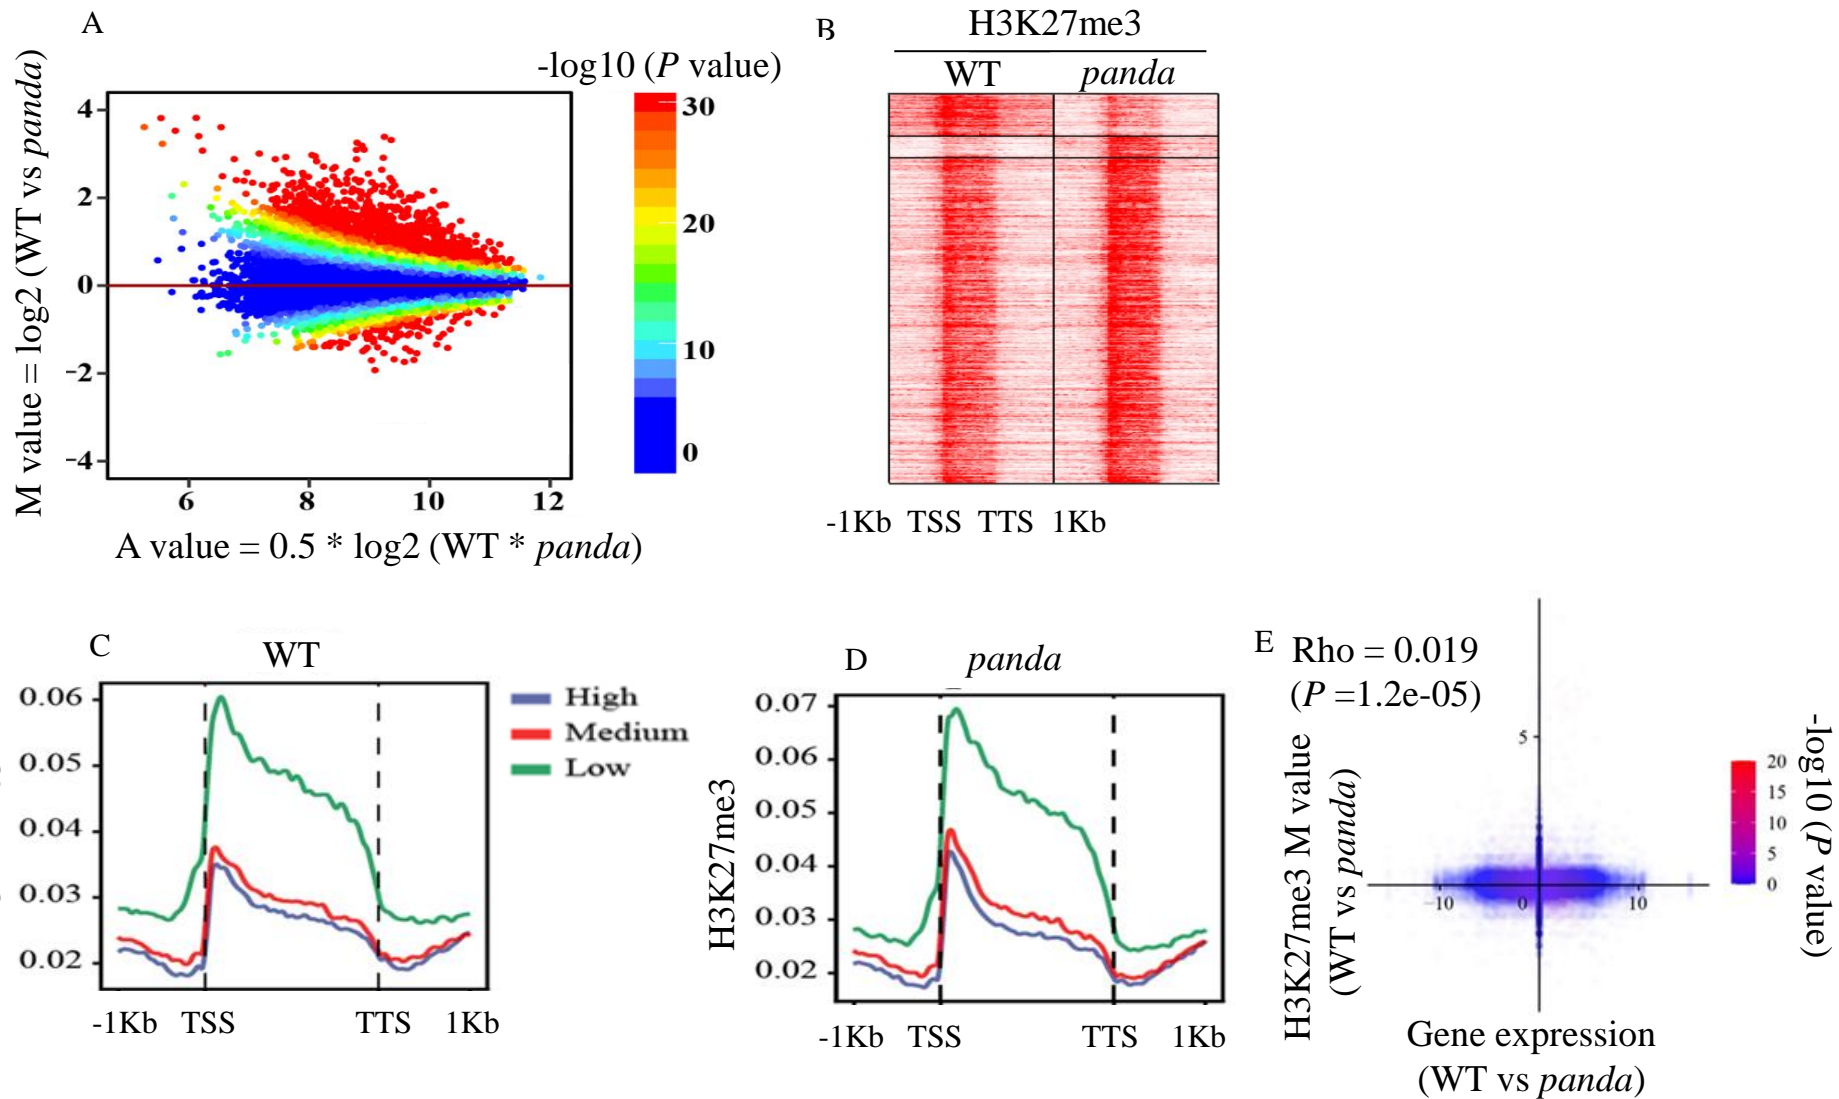 A
-log10 (P value)
M value = log2 (WT vs panda)
4
2
0
-2
-4
6
8
10
12
A value = 0.5 * log2 (WT * panda)
30
20
10
0
B
H3K27me3
WT
panda
-1Kb TSS TTS 1Kb
C
WT
0.06
0.05
0.04
0.03
0.02
-1Kb TSS TTS 1Kb
High
Medium
Low
D
panda
H3K27me3
0.07
0.06
0.05
0.04
0.03
0.02
-1Kb TSS TTS 1Kb
E
Rho = 0.019
(P =1.2e-05)
H3K27me3 M value
(WT vs panda)
5
-10
0
10
Gene expression
(WT vs panda)
20
15
10
5
0
-log10 (P value)